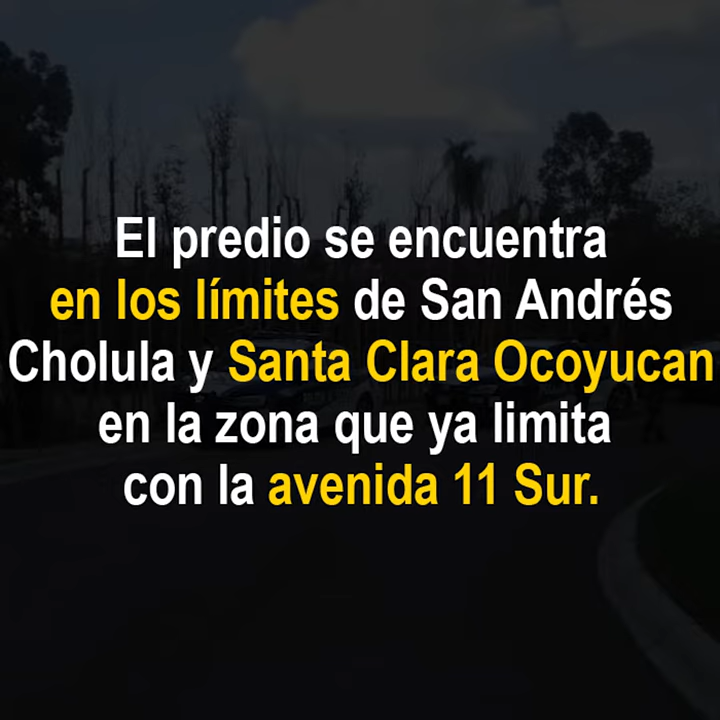 El predio se encuentra
en los límites de San Andrés
Cholula y Santa Clara Ocoyucan
en la zona que ya limita
con la avenida 11 Sur.